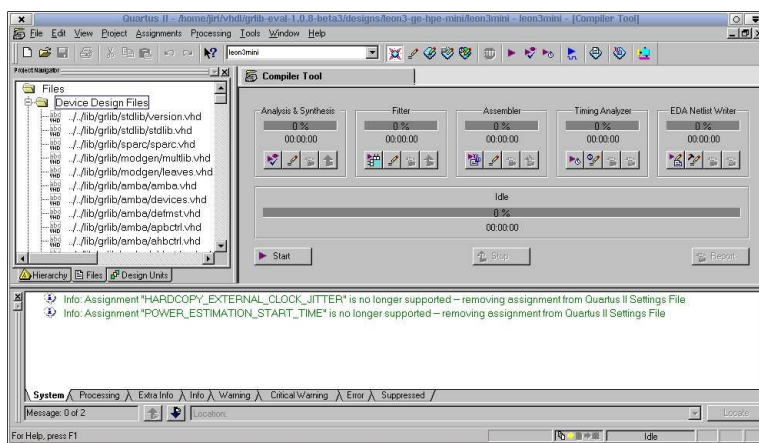 Quartus II - /home/jiri/vhdl/grlib-eval-1.0.8-beta3/designs/leon3-ge-hpe-mini/leon3mini - leon3mini - [Compiler Tool]
File Edit View Project Assignments Processing Tools Window Help
leon3mini
Project Navigator
Files
Device Design Files
../../lib/grlib/stdlib/version.vhd
../../lib/grlib/stdlib/stdlib.vhd
../../lib/grlib/sparc/sparc.vhd
../../lib/grlib/modgen/multlib.vhd
../../lib/grlib/modgen/leaves.vhd
../../lib/grlib/amba/amba.vhd
../../lib/grlib/amba/devices.vhd
../../lib/grlib/amba/defmst.vhd
../../lib/grlib/amba/apbctrl.vhd
../../lib/grlib/amba/ahbctrl.vhd
Hierarchy Files Design Units
Compiler Tool
Analysis & Synthesis Fitter Assembler Timing Analyzer EDA Netlist Writer
0 % 0 % 0 % 0 % 0 %
00:00:00 00:00:00 00:00:00 00:00:00 00:00:00
Idle
0 %
00:00:00
Start Stop Report
Info: Assignment "HARDCOPY_EXTERNAL_CLOCK_JITTER" is no longer supported -- removing assignment from Quartus II Settings File
Info: Assignment "POWER_ESTIMATION_START_TIME" is no longer supported -- removing assignment from Quartus II Settings File
System Processing Extra Info Info Warning Critical Warning Error Suppressed
Message: 0 of 2 Location: Locate
For Help, press F1 Idle